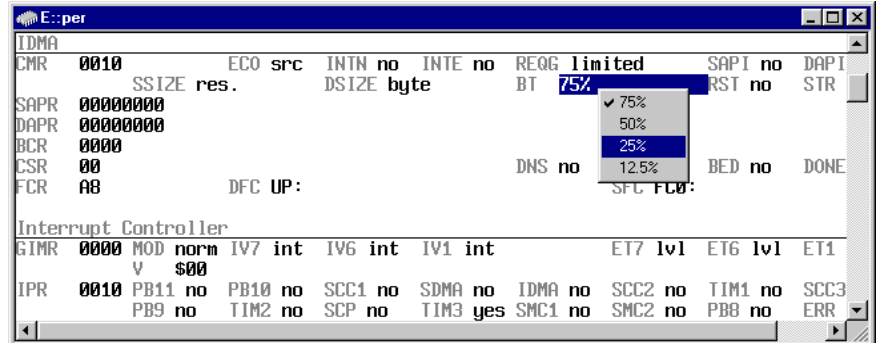 E::per
IDMA
CMR 0010 ECO src INTN no INTE no REQG limited SAPI no DAPI
SSIZE res. DSIZE byte BT 75% RST no STR
SAPR 00000000
DAPR 00000000
BCR 0000
CSR 00 DNS no BED no DONE
FCR A8 DFC UP: SFC FC0:
75%
50%
25%
12.5%
Interrupt Controller
GIMR 0000 MOD norm IV7 int IV6 int IV1 int ET7 lvl ET6 lvl ET1
V $00
IPR 0010 PB11 no PB10 no SCC1 no SDMA no IDMA no SCC2 no TIM1 no SCC3
PB9 no TIM2 no SCP no TIM3 yes SMC1 no SMC2 no PB8 no ERR